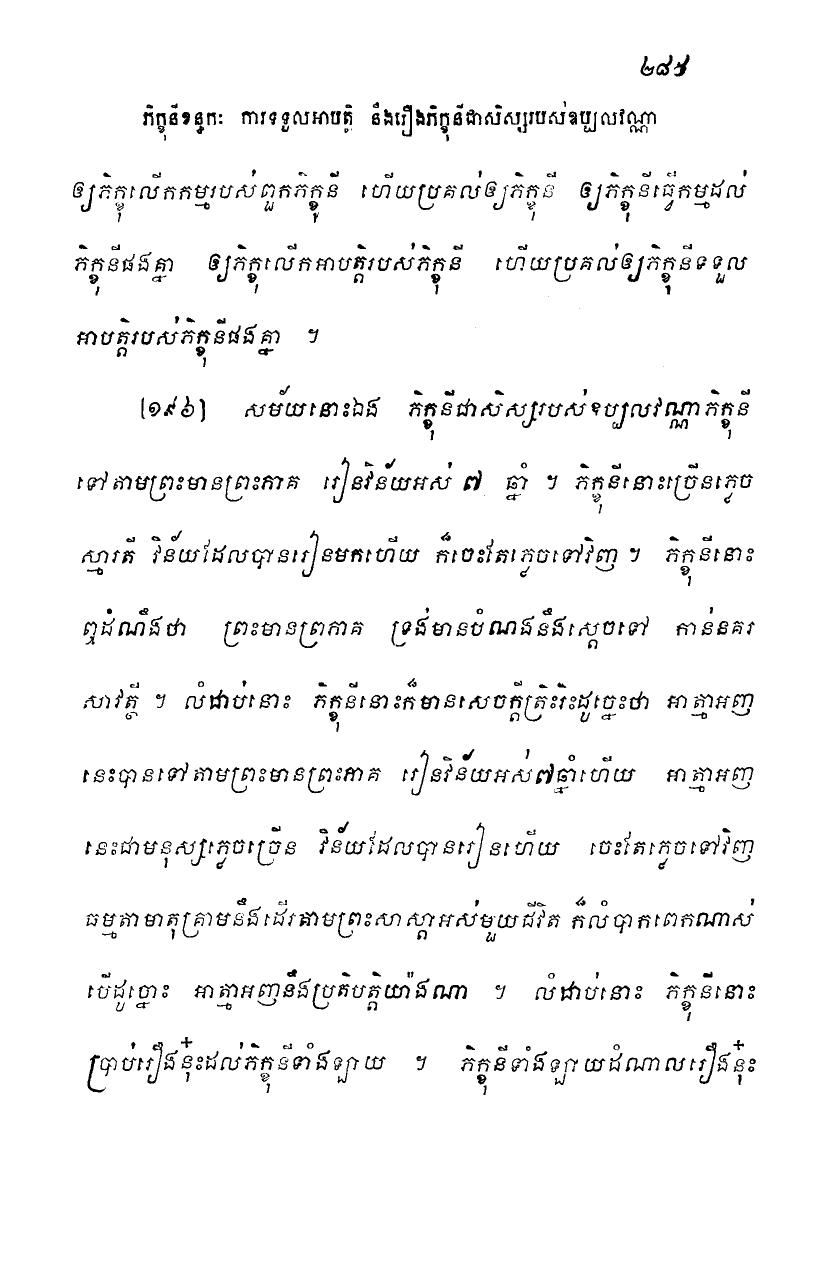 ២៨៥
ភិក្ខុនីខន្ធកៈ ការទទួលអាបត្តិ នឹងរឿងភិក្ខុនីជាសិស្សរបស់ឧប្បលវណ្ណា
ឲ្យភិក្ខុលើកកម្មរបស់ពួកភិក្ខុនី ហើយប្រគល់ឲ្យភិក្ខុនី ឲ្យភិក្ខុនីធ្វើកម្មដល់
ភិក្ខុនីផងគ្នា ឲ្យភិក្ខុលើកអាបត្តិរបស់ភិក្ខុនី ហើយប្រគល់ឲ្យភិក្ខុនីទទួល
អាបត្តិរបស់ភិក្ខុនីផងគ្នា ។
[១៩៦] សម័យនោះឯង ភិក្ខុនីជាសិស្សរបស់ឧប្បលវណ្ណាភិក្ខុនី
ទៅតាមព្រះមានព្រះភាគ រៀនវិន័យអស់ ៧ ឆ្នាំ ។ ភិក្ខុនីនោះច្រើនភ្លេច
ស្មារតី វិន័យដែលបានរៀនមកហើយ ក៏ចេះតែភ្លេចទៅវិញ ។ ភិក្ខុនីនោះ
ឮដំណឹងថា ព្រះមានព្រភាគ ទ្រង់មានបំណងនឹងស្តេចទៅ កាន់នគរ
សាវត្ថី ។ លំដាប់នោះ ភិក្ខុនីនោះក៏មានសេចក្តីត្រិះរិះដូច្នេះថា អាត្មាអញ
នេះបានទៅតាមព្រះមានព្រះភាគ រៀនវិន័យអស់៧ឆ្នាំហើយ អាត្មាអញ
នេះជាមនុស្សភ្លេចច្រើន វិន័យដែលបានរៀនហើយ ចេះតែភ្លេចទៅវិញ
ធម្មតាមាតុគ្រាមនឹងដើរតាមព្រះសាស្តាអស់មួយជីវិត ក៏លំបាកពេកណាស់
បើដូច្នោះ អាត្មាអញនឹងប្រតិបត្តិយ៉ាងណា ។ លំដាប់នោះ ភិក្ខុនីនោះ
ប្រាប់រឿងនុ៎ះដល់ភិក្ខុនីទាំងឡាយ ។ ភិក្ខុនីទាំងឡាយដំណាលរឿងនុ៎ះ